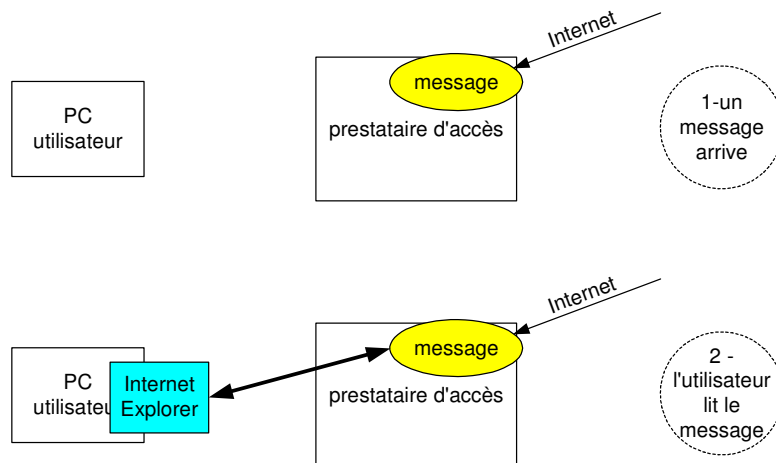 Internet
message
PC
utilisateur
prestataire d'accès
1-un
message
arrive
Internet
message
PC
utilisateur
Internet
Explorer
prestataire d'accès
2 -
l'utilisateur
lit le
message